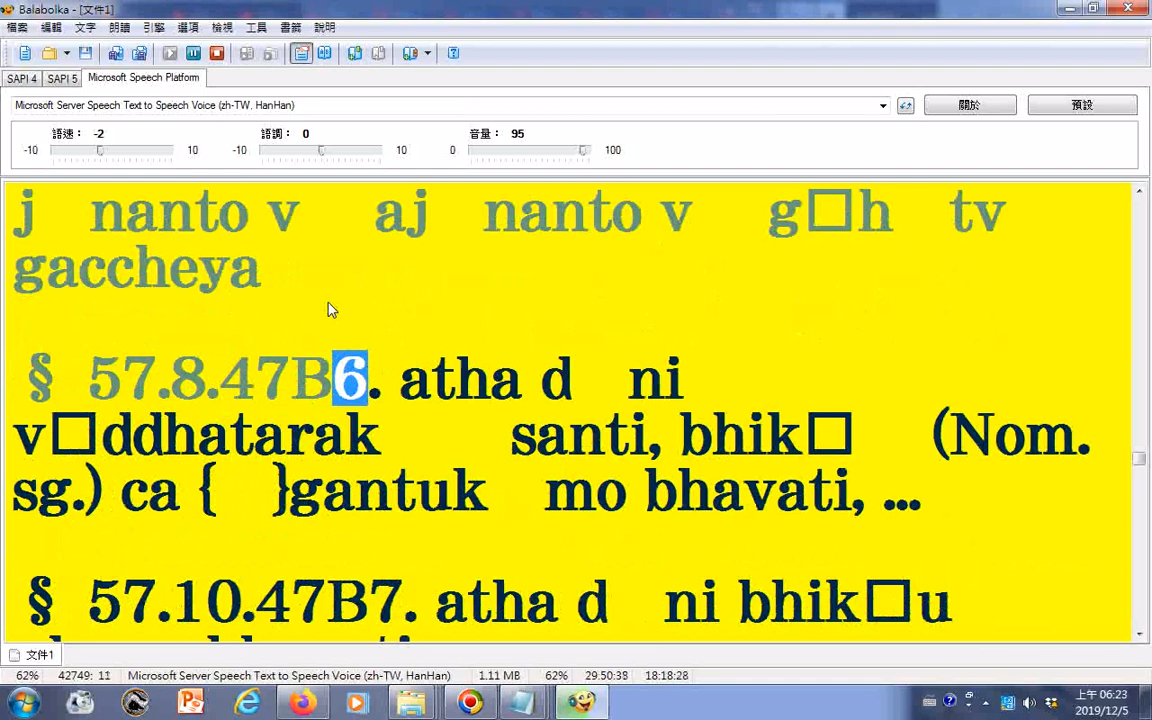 Balabolka - [文件1]
檔案 編輯 文字 朗讀 引擎 選項 檢視 工具 書籤 說明
SAPI 4 SAPI 5 Microsoft Speech Platform
Microsoft Server Speech Text to Speech Voice (zh-TW, HanHan) 關於 預設
語速： -2 語調： 0 音量： 95
-10 10 -10 10 0 100
j nanto v aj nanto v g□h tv
gaccheya
§ 57.8.47B6. atha d ni
v□ddhatarak santi, bhik□ (Nom.
sg.) ca { }gantuk mo bhavati, ...
§ 57.10.47B7. atha d ni bhik□u
文件1
62% 42749: 11 Microsoft Server Speech Text to Speech Voice (zh-TW, HanHan) 1.11 MB 62% 29:50:38 18:18:28
上午 06:23
2019/12/5